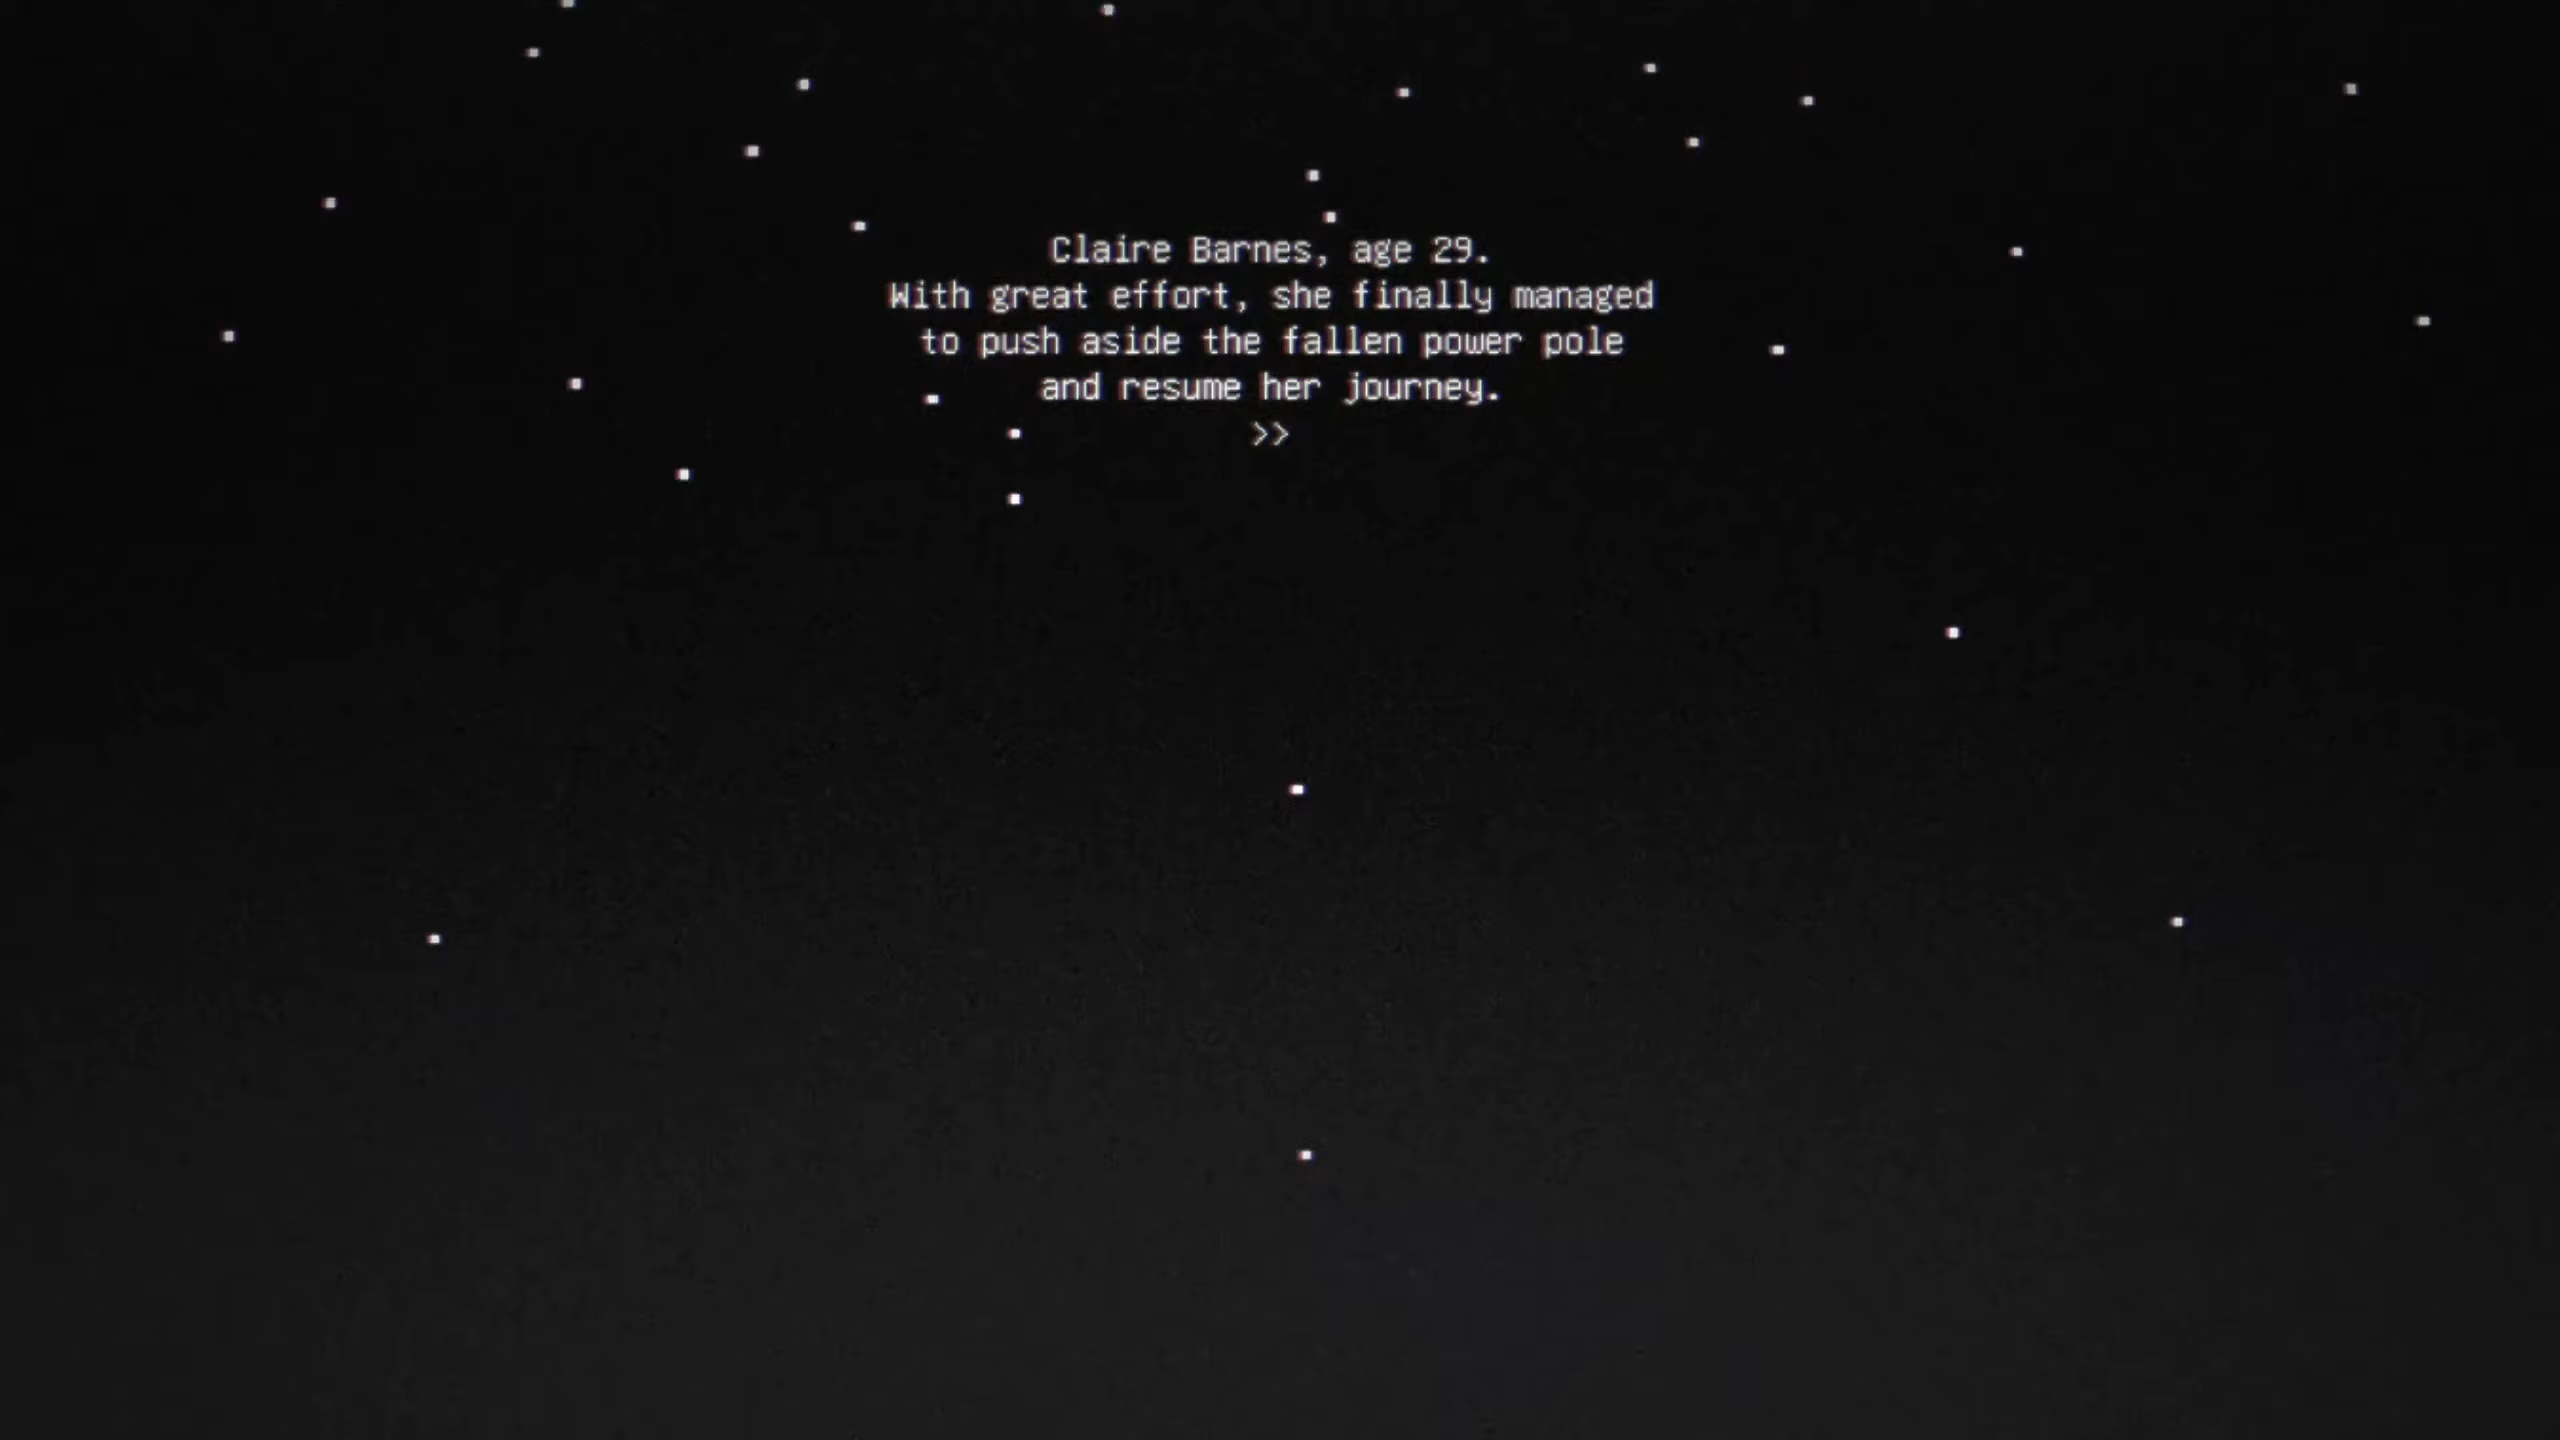 Claire Barnes, age 29.
With great effort, she finally managed
to push aside the fallen power pole
and resume her journey.
>>